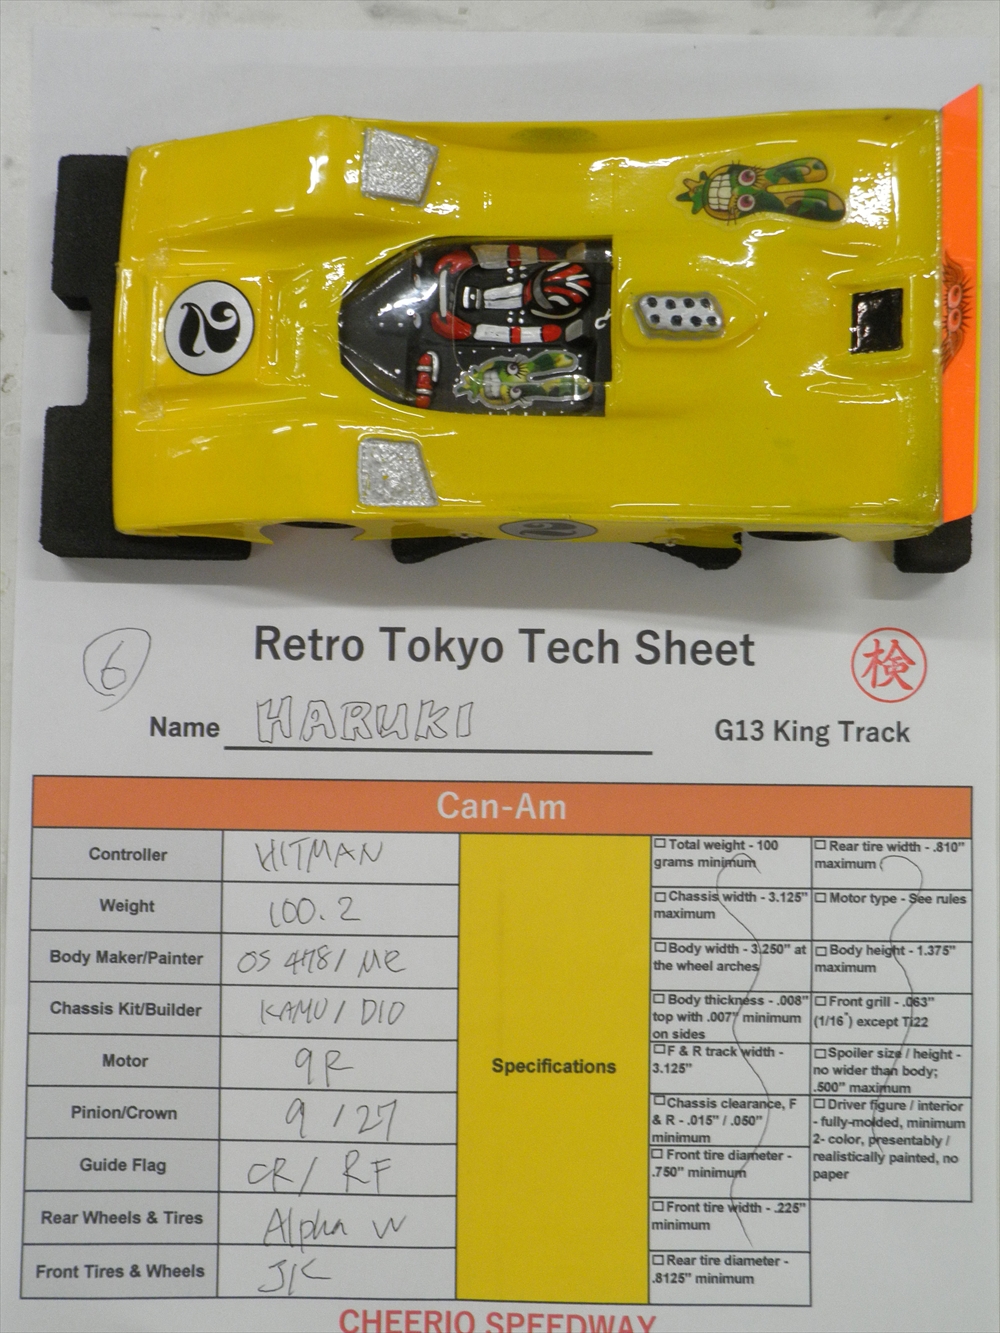 2
2
6
Retro Tokyo Tech Sheet
検
Name HARUKI
G13 King Track
Can-Am
Controller HITMAN
Weight 100.2
Body Maker/Painter OS 4178/ ME
Chassis Kit/Builder KAMU/ DIO
Motor 9R
Pinion/Crown 9 / 27
Guide Flag CR/ RF
Rear Wheels & Tires Alpha W
Front Tires & Wheels JK
Specifications
Total weight - 100
grams minimum
Chassis width - 3.125"
maximum
Body width - 3.250" at
the wheel arches
Body thickness - .008"
top with .007" minimum
on sides
F & R track width -
3.125"
Chassis clearance, F
& R - .015" / .050"
minimum
Front tire diameter -
.750" minimum
Front tire width - .225"
minimum
Rear tire diameter -
.8125" minimum
Rear tire width - .810"
maximum
Motor type - See rules
Body height - 1.375"
maximum
Front grill - .063"
(1/16") except Ti22
Spoiler size / height -
no wider than body;
.500" maximum
Driver figure / interior
- fully-molded, minimum
2- color, presentably /
realistically painted, no
paper
CHEERIO SPEEDWAY